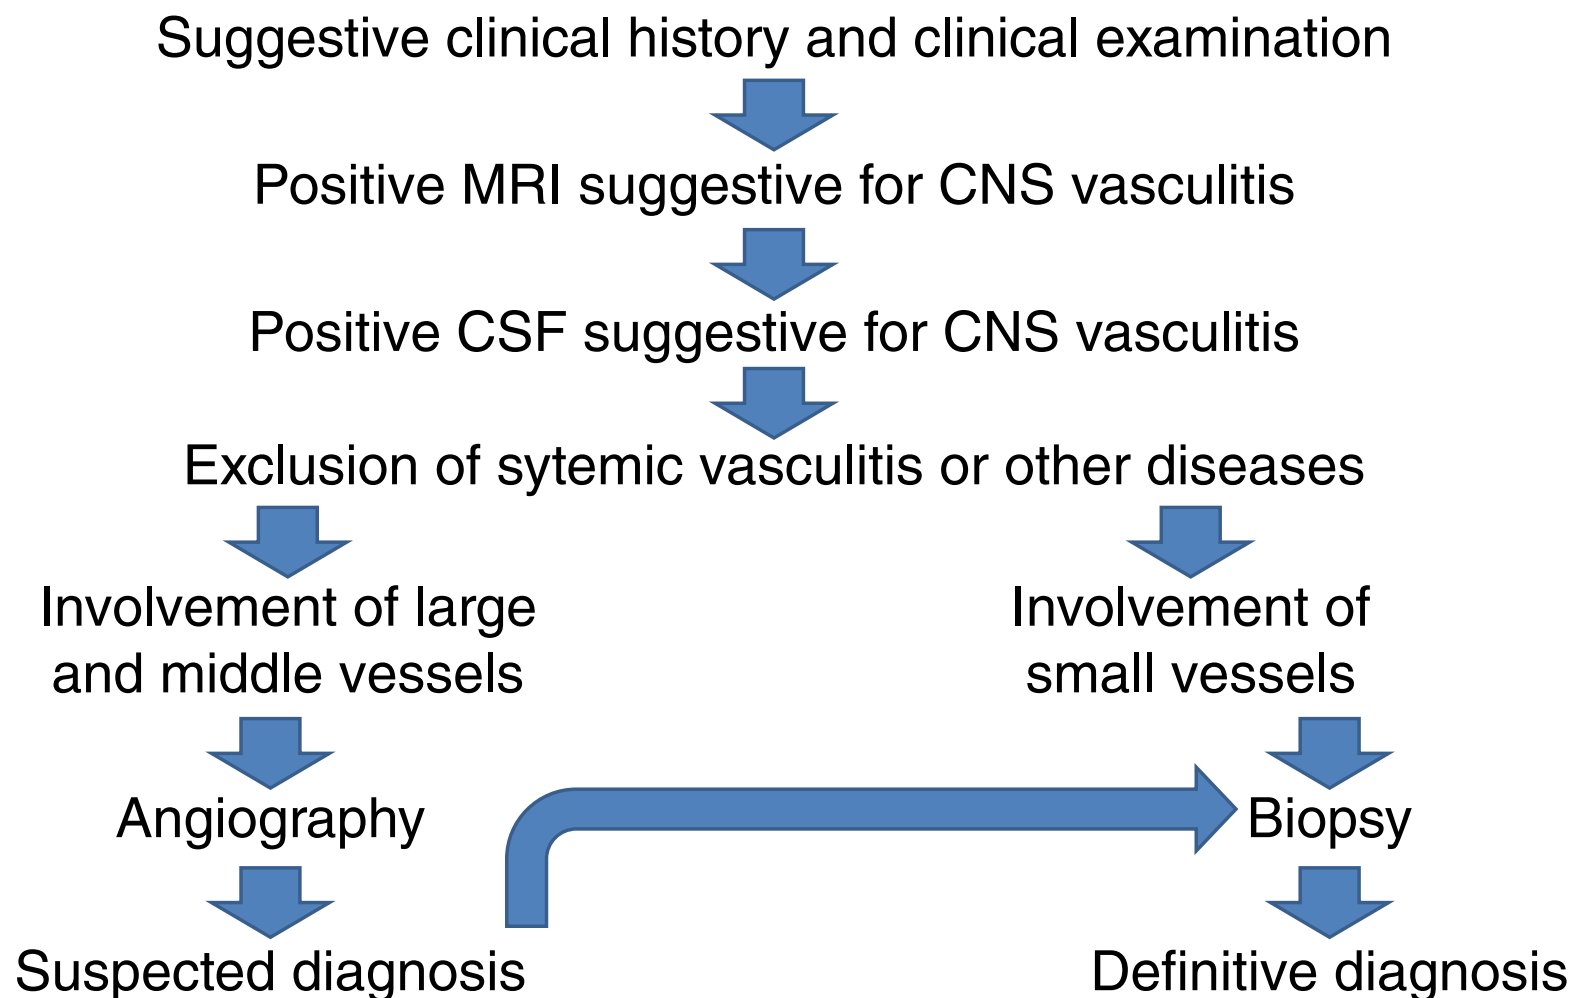 Suggestive clinical history and clinical examination
Positive MRI suggestive for CNS vasculitis
Positive CSF suggestive for CNS vasculitis
Exclusion of sytemic vasculitis or other diseases
Involvement of large
and middle vessels
Involvement of
small vessels
Angiography
Biopsy
Suspected diagnosis
Definitive diagnosis